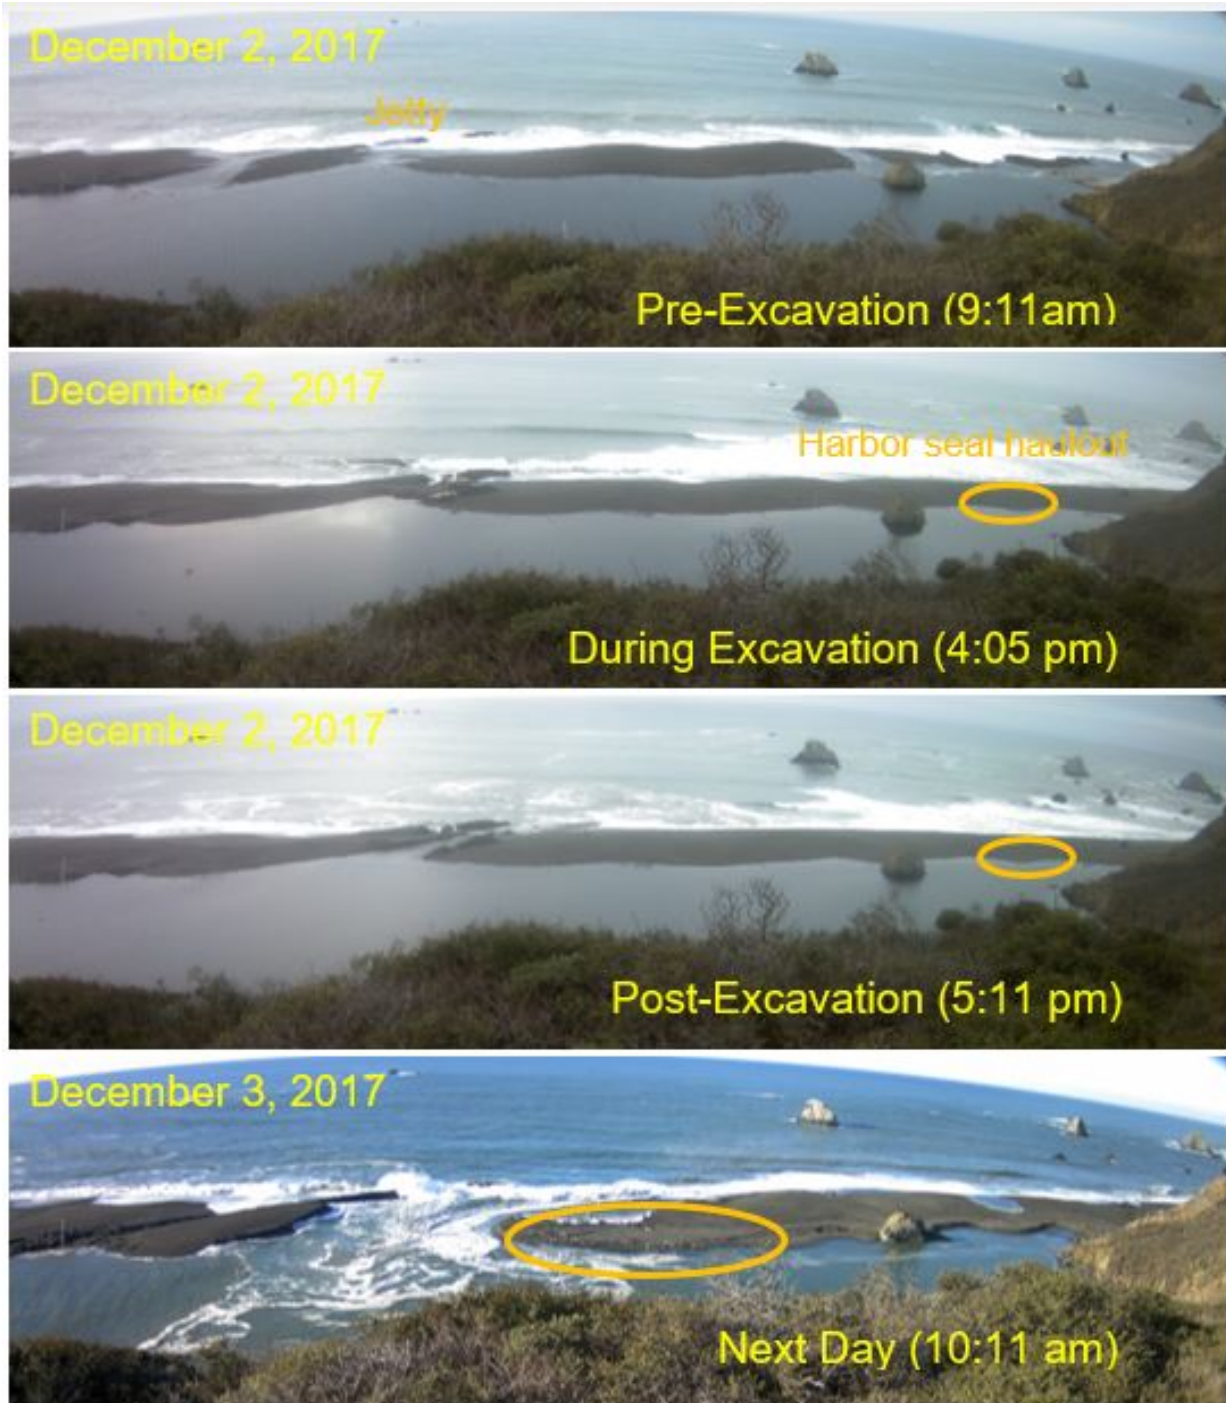 December 2, 2017
Jetty
Pre-Excavation (9:11am)
December 2, 2017
Harbor seal haulout
During Excavation (4:05 pm)
December 2, 2017
Post-Excavation (5:11 pm)
December 3, 2017
Next Day (10:11 am)